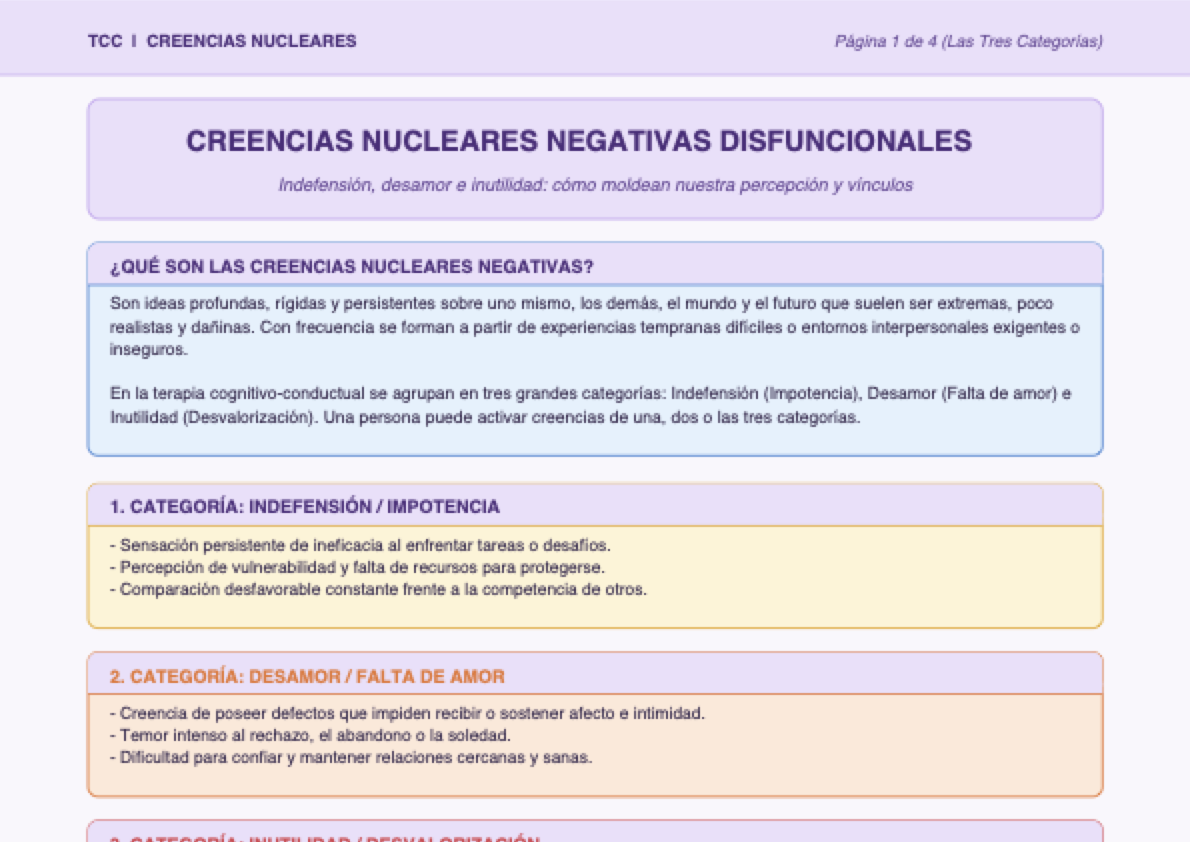 TCC | CREENCIAS NUCLEARES
Página 1 de 4 (Las Tres Categorías)
CREENCIAS NUCLEARES NEGATIVAS DISFUNCIONALES
Indefensión, desamor e inutilidad: cómo moldean nuestra percepción y vínculos
¿QUÉ SON LAS CREENCIAS NUCLEARES NEGATIVAS?
Son ideas profundas, rígidas y persistentes sobre uno mismo, los demás, el mundo y el futuro que suelen ser extremas, poco
realistas y dañinas. Con frecuencia se forman a partir de experiencias tempranas difíciles o entornos interpersonales exigentes o
inseguros.
En la terapia cognitivo-conductual se agrupan en tres grandes categorías: Indefensión (Impotencia), Desamor (Falta de amor) e
Inutilidad (Desvalorización). Una persona puede activar creencias de una, dos o las tres categorías.
1. CATEGORÍA: INDEFENSIÓN / IMPOTENCIA
- Sensación persistente de ineficacia al enfrentar tareas o desafíos.
- Percepción de vulnerabilidad y falta de recursos para protegerse.
- Comparación desfavorable constante frente a la competencia de otros.
2. CATEGORÍA: DESAMOR / FALTA DE AMOR
- Creencia de poseer defectos que impiden recibir o sostener afecto e intimidad.
- Temor intenso al rechazo, el abandono o la soledad.
- Dificultad para confiar y mantener relaciones cercanas y sanas.
3. CATEGORÍA: INUTILIDAD / DESVALORIZACIÓN